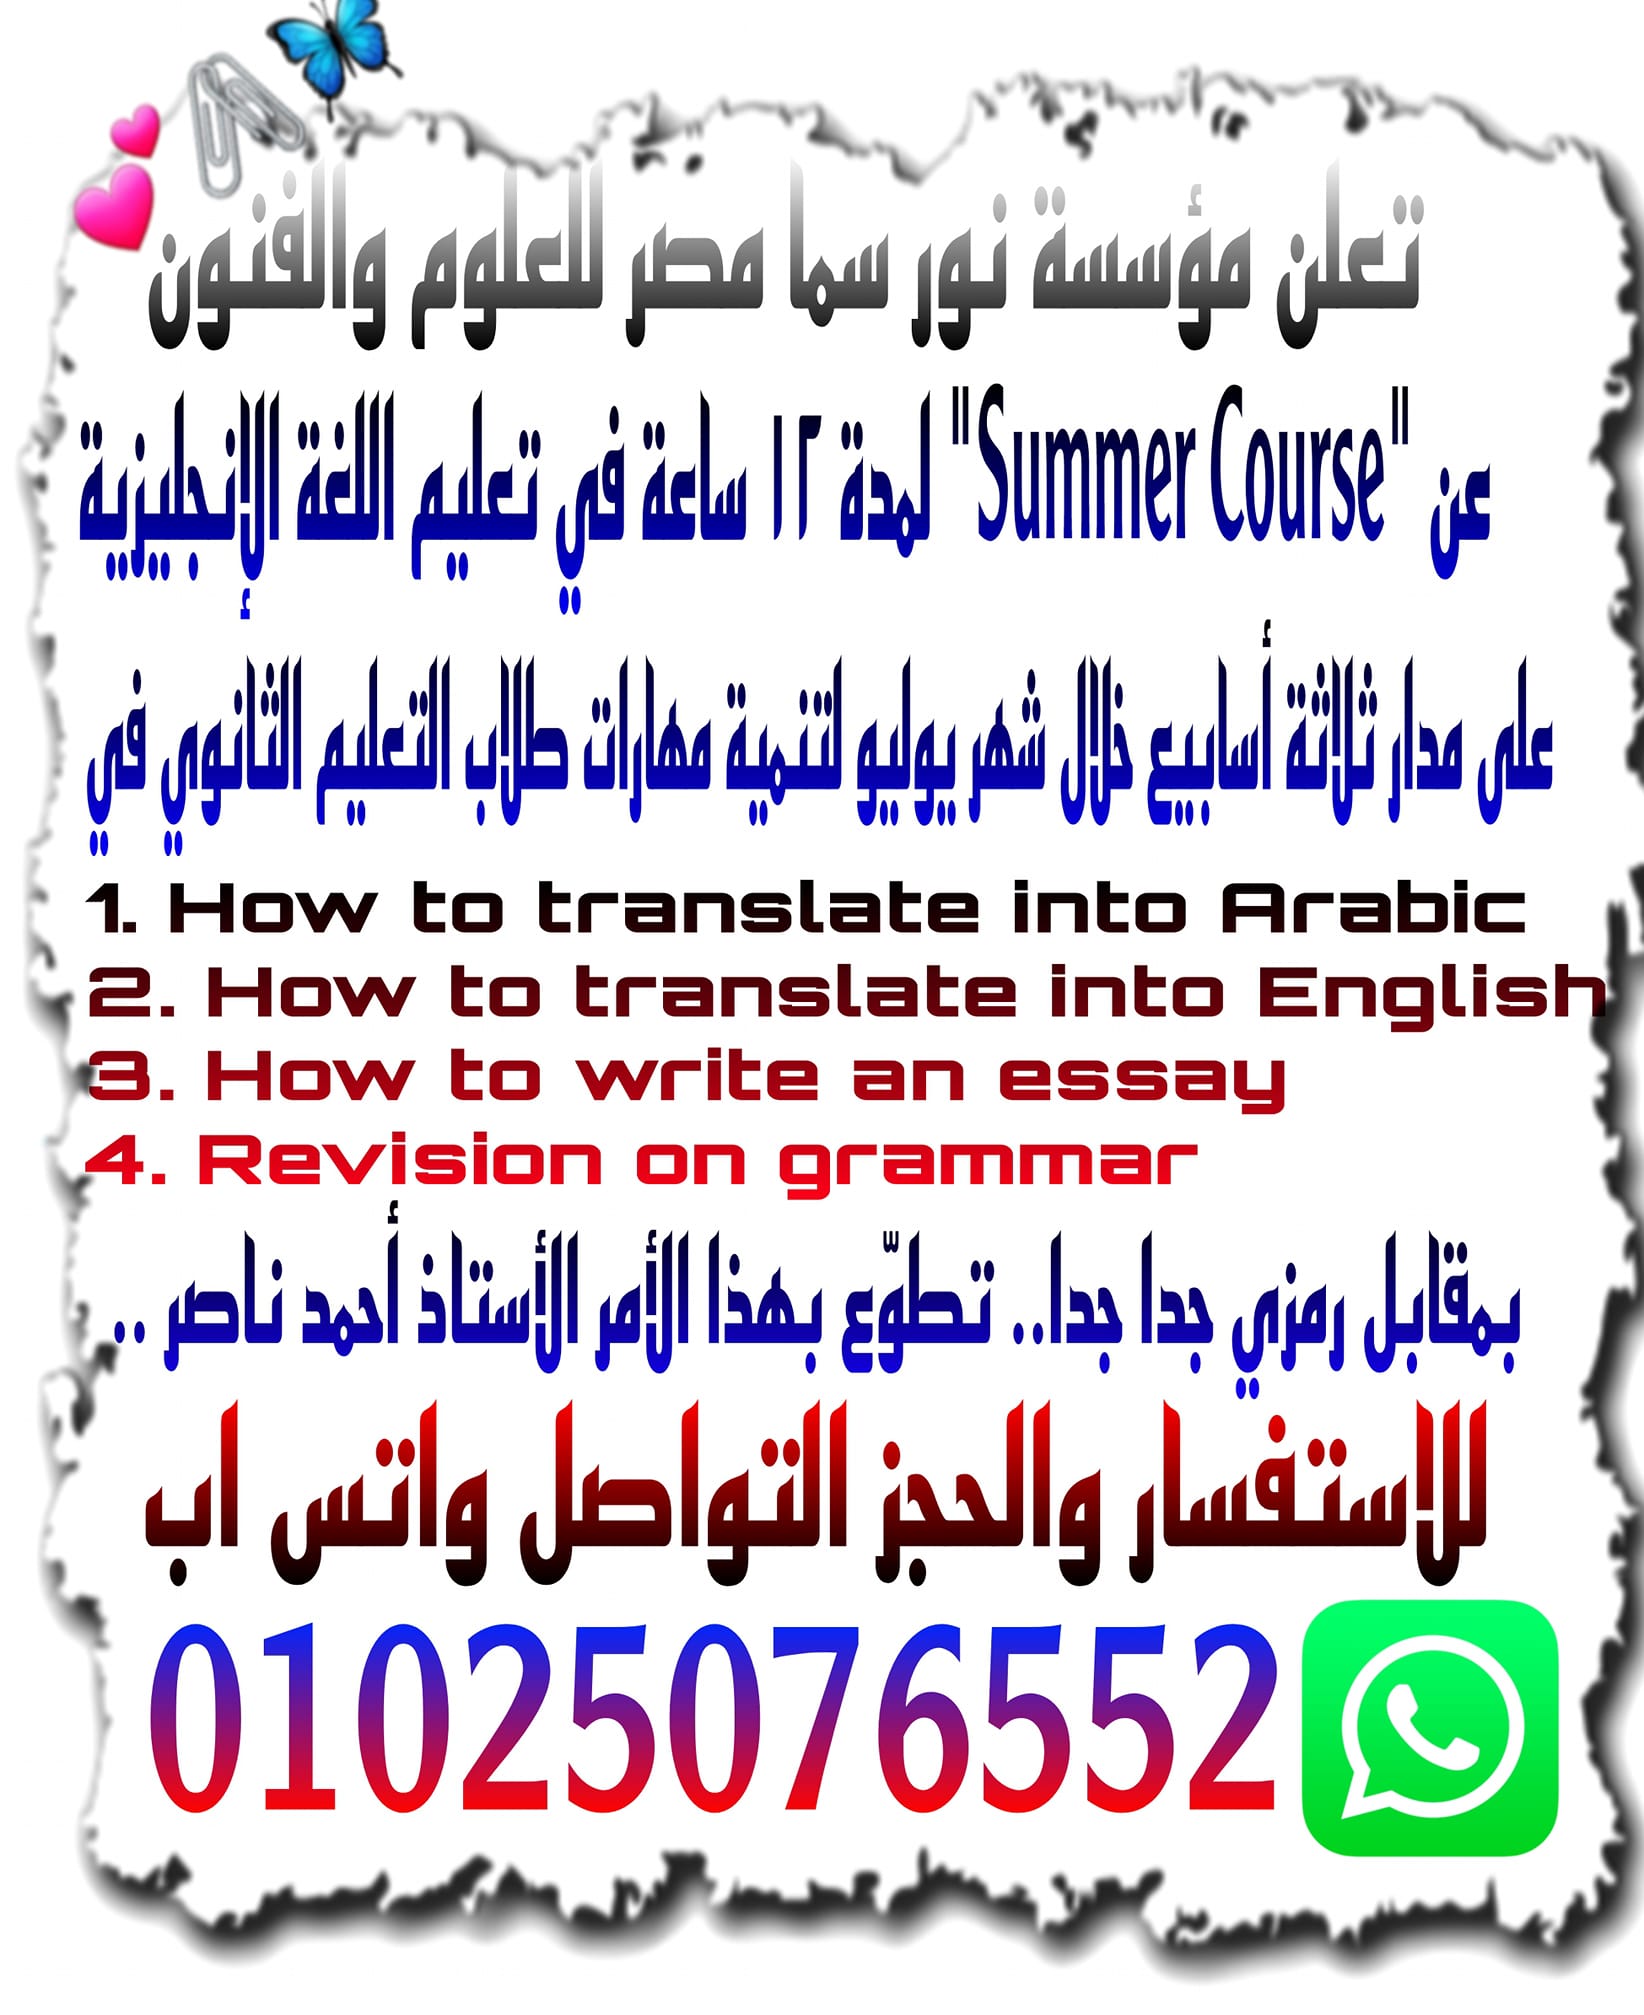 تعلن مؤسسة نور سما مصر للعلوم والفنون
عن "Summer Course" لمدة ١٢ ساعة في تعليم اللغة الإنجليزية
على مدار ثلاثة أسابيع خلال شهر يوليو لتنمية مهارات طلاب التعليم الثانوي في
1. How to translate into Arabic
2. How to translate into English
3. How to write an essay
4. Revision on grammar
بمقابل رمزي جدا جدا.. تطوّع بهذا الأمر الأستاذ أحمد ناصر ..
للاستفسار والحجز التواصل واتس اب
01025076552